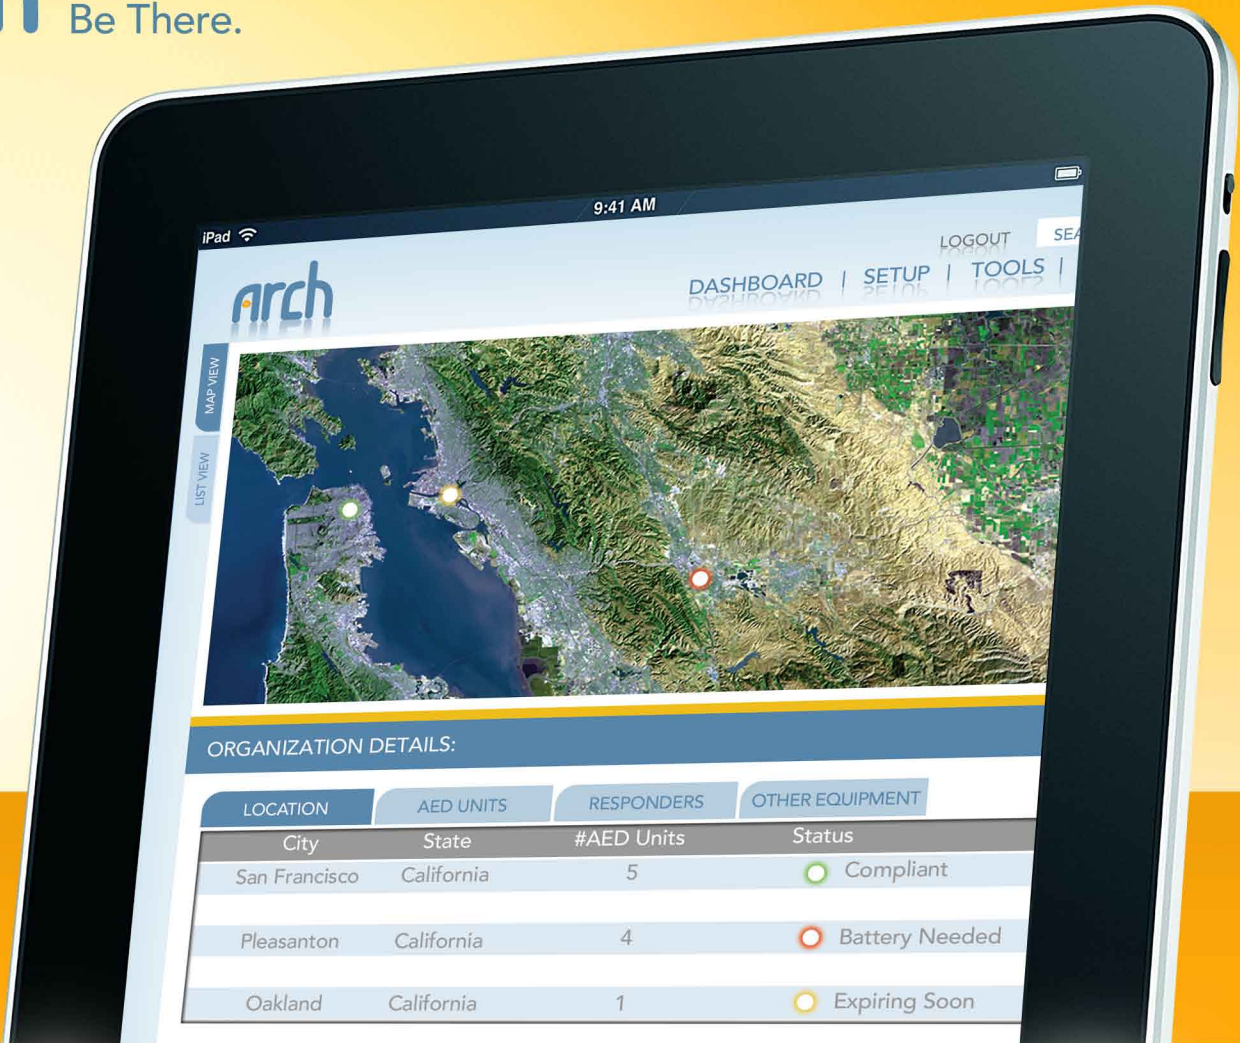 Be There.
iPad
9:41 AM
LOGOUT
arch
DASHBOARD | SETUP | TOOLS |
MAP VIEW
LIST VIEW
ORGANIZATION DETAILS:
LOCATION AED UNITS RESPONDERS OTHER EQUIPMENT
City State #AED Units Status
San Francisco California 5 Compliant
Pleasanton California 4 Battery Needed
Oakland California 1 Expiring Soon